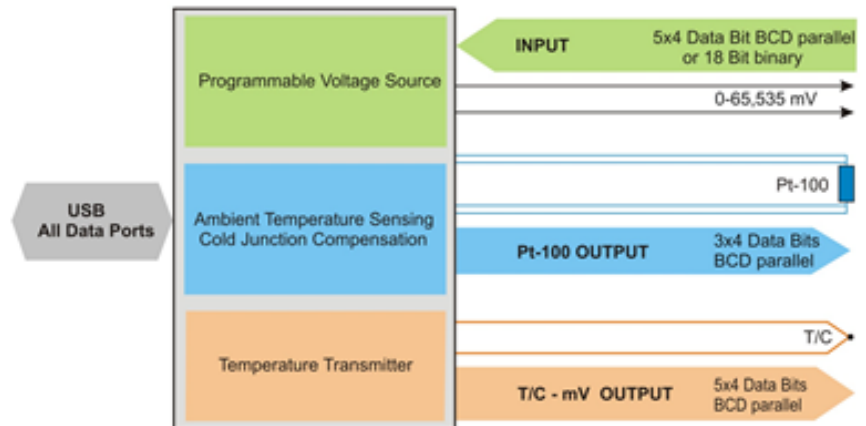 Programmable Voltage Source
INPUT
5x4 Data Bit BCD parallel
or 18 Bit binary
0-65,535 mV
USB
All Data Ports
Ambient Temperature Sensing
Cold Junction Compensation
Pt-100
Pt-100 OUTPUT
3x4 Data Bits
BCD parallel
Temperature Transmitter
T/C
T/C - mV OUTPUT
5x4 Data Bits
BCD parallel